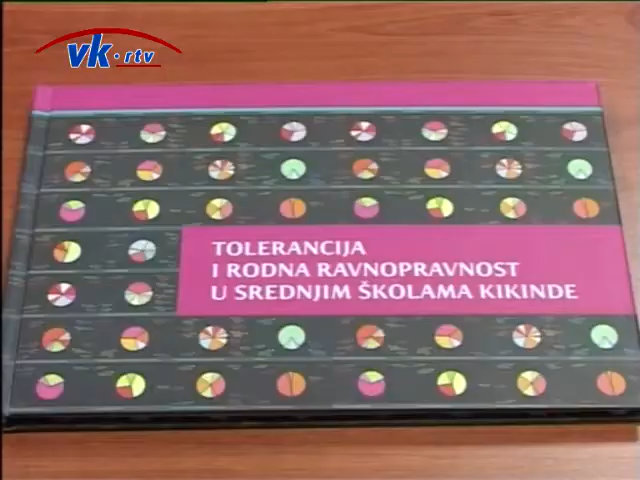 vk.rtv
TOLERANCIJA
I RODNA RAVNOPRAVNOST
U SREDNJIM ŠKOLAMA KIKINDE